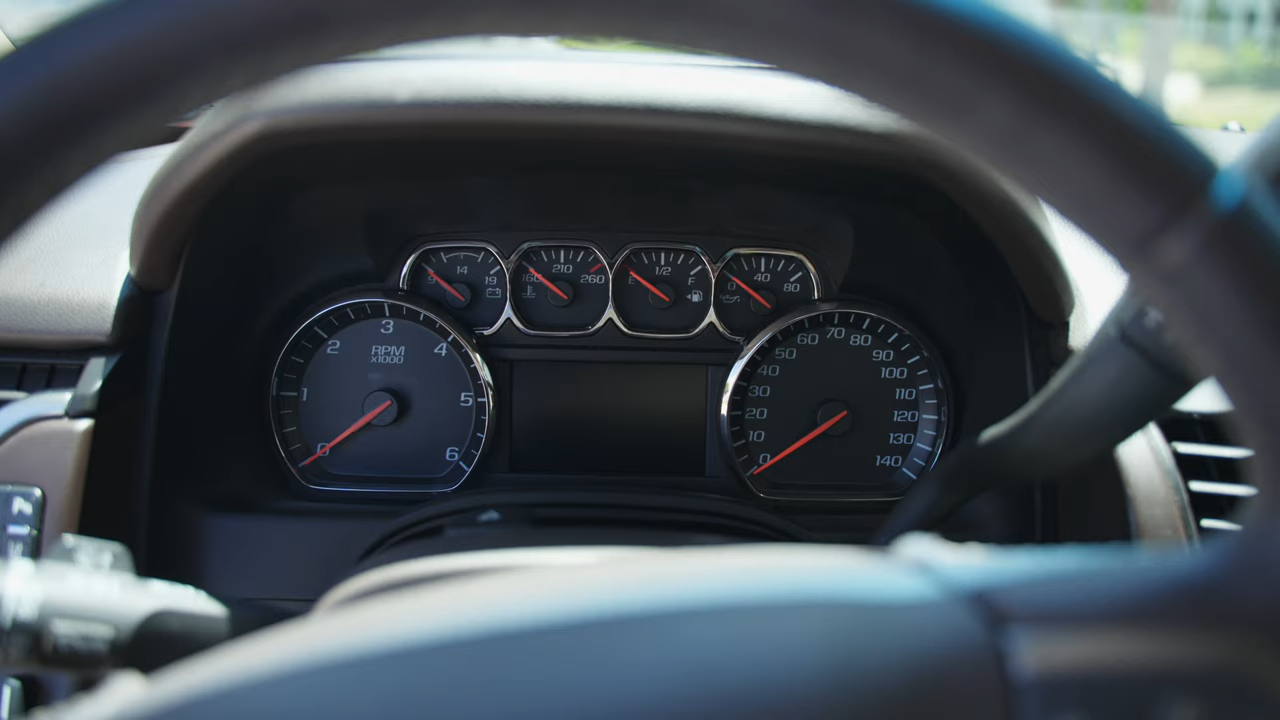 9 14 19
160 210 260
E 1/2 F
0 40 80
0 1 2 3 4 5 6
RPM
x1000
0 10 20 30 40 50 60 70 80 90 100 110 120 130 140